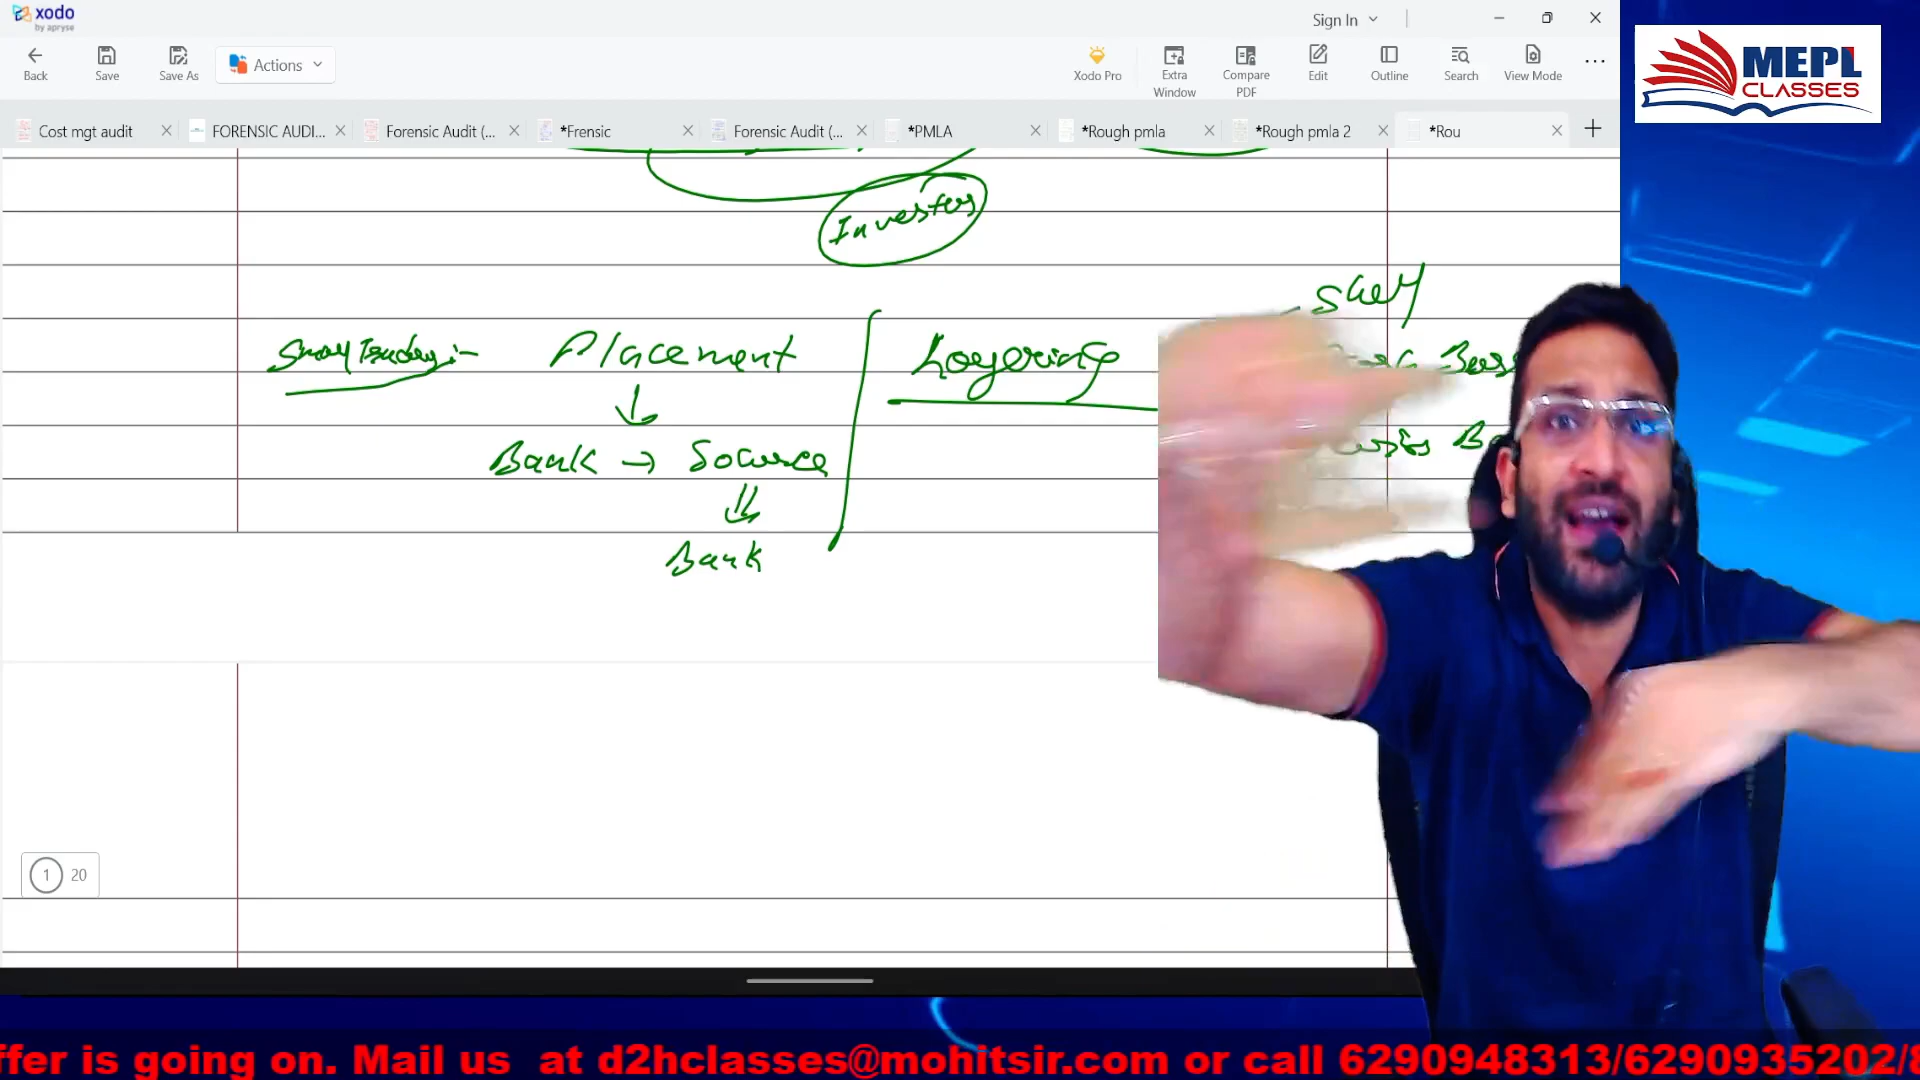 xodo
by apryse
Sign In
Back
Save
Save As
Actions
Xodo Pro
Extra Window
Compare PDF
Edit
Outline
Search
View Mode
Cost mgt audit
FORENSIC AUDI...
Forensic Audit (...
*Frensic
Forensic Audit (...
*PMLA
*Rough pmla
*Rough pmla 2
*Rou
MEPL
CLASSES
Investors
Placement
Layering
Bank → Source
Bank
1 20
ffer is going on. Mail us at d2hclasses@mohitsir.com or call 6290948313/6290935202/8